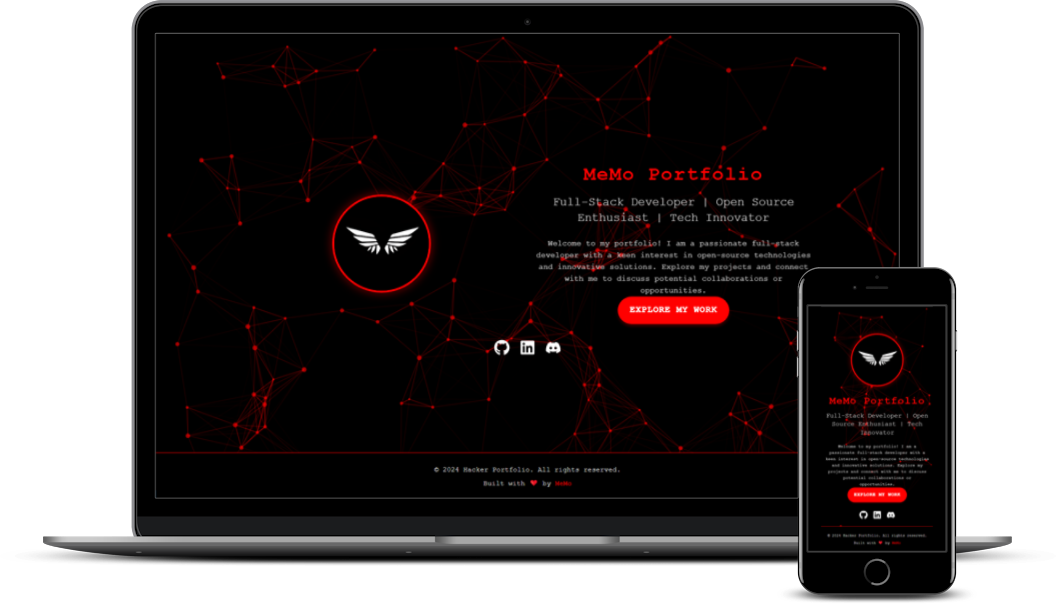 MeMo Portfolio
Full-Stack Developer | Open Source
Enthusiast | Tech Innovator
Welcome to my portfolio! I am a passionate full-stack
developer with a keen interest in open-source technologies
and innovative solutions. Explore my projects and connect
with me to discuss potential collaborations or
opportunities.
EXPLORE MY WORK
in
© 2024 Hacker Portfolio. All rights reserved.
Built with ❤ by MeMo
MeMo Portfolio
Full-Stack Developer | Open
Source Enthusiast | Tech
Innovator
Welcome to my portfolio! I am a
passionate full-stack developer with a
keen interest in open-source technologies
and innovative solutions. Explore my
projects and connect with me to discuss
potential collaborations or
opportunities.
EXPLORE MY WORK
in
© 2024 Hacker Portfolio. All rights reserved.
Built with ❤ by MeMo